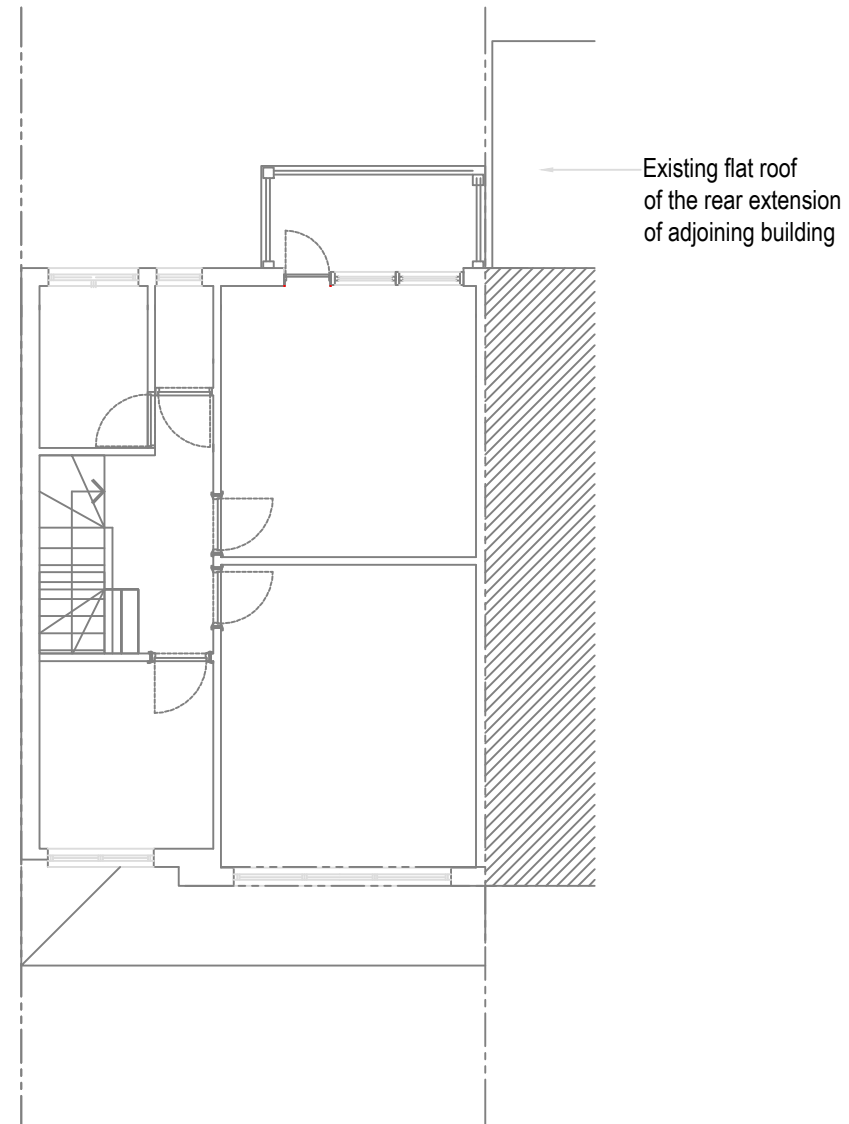 Existing flat roof
of the rear extension
of adjoining building